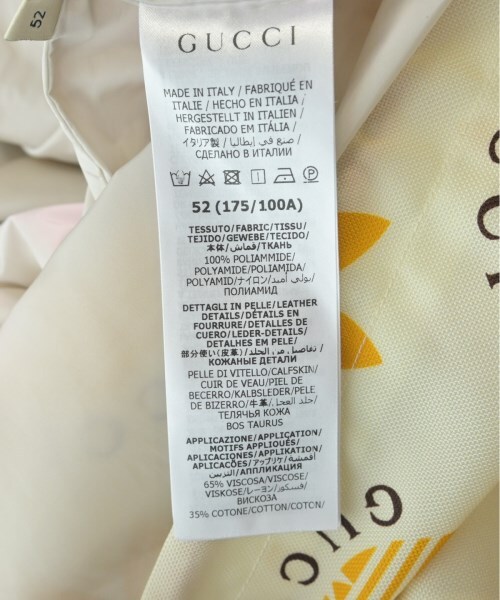 52
GUCCI
MADE IN ITALY / FABRIQUÉ EN
ITALIE / HECHO EN ITALIA /
HERGESTELLT IN ITALIEN /
FABRICADO EM ITÁLIA /
イタリア製 / صنع في إيطاليا /
СДЕЛАНО В ИТАЛИИ
52 (175/100A)
TESSUTO/FABRIC/TISSU/
TEJIDO/GEWEBE/TECIDO/
本体/قماش/ТКАНЬ
100% POLIAMMIDE/
POLYAMIDE/POLIAMIDA/
POLYAMID/ナイロン/بولي أميد/
ПОЛИАМИД
DETTAGLI IN PELLE/LEATHER
DETAILS/DÉTAILS EN
FOURRURE/DETALLES DE
CUERO/LEDER-DETAILS/
DETALHES EM PELE/
部分使い(皮革)/تفاصيل من الجلد/
КОЖАНЫЕ ДЕТАЛИ
PELLE DI VITELLO/CALFSKIN/
CUIR DE VEAU/PIEL DE
BECERRO/KALBSLEDER/PELE
DE BIZERRO/牛革/جلد العجل/
ТЕЛЯЧЬЯ КОЖА
BOS TAURUS
APPLICAZIONE/APPLICATION/
MOTIFS APPLIQUÉS/
APLICACIONES/APPLIKATION/
APLICAÇÕES/アップリケ/أقمشة
الترس/АППЛИКАЦИЯ
65% VISCOSA/VISCOSE/
VISKOSE/レーヨン/فسكوز/
ВИСКОЗА
35% COTONE/COTTON/COTON/
GUC